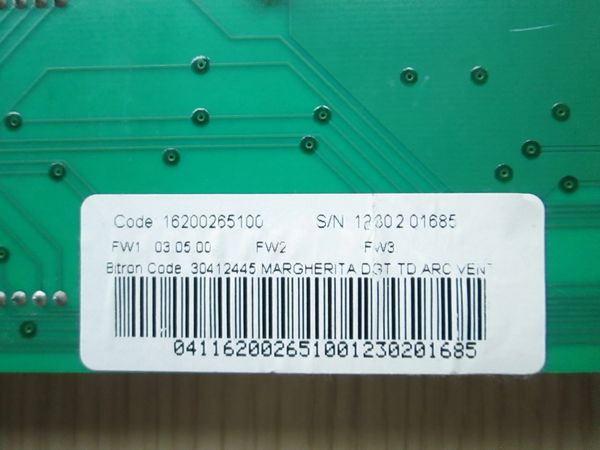 Code 16200265100 S/N 12302 01685
FW1 03.05.00 FW2 FW3
Bitron Code 30412445 MARGHERITA DGT TD ARC VENT
041162002651001230201685